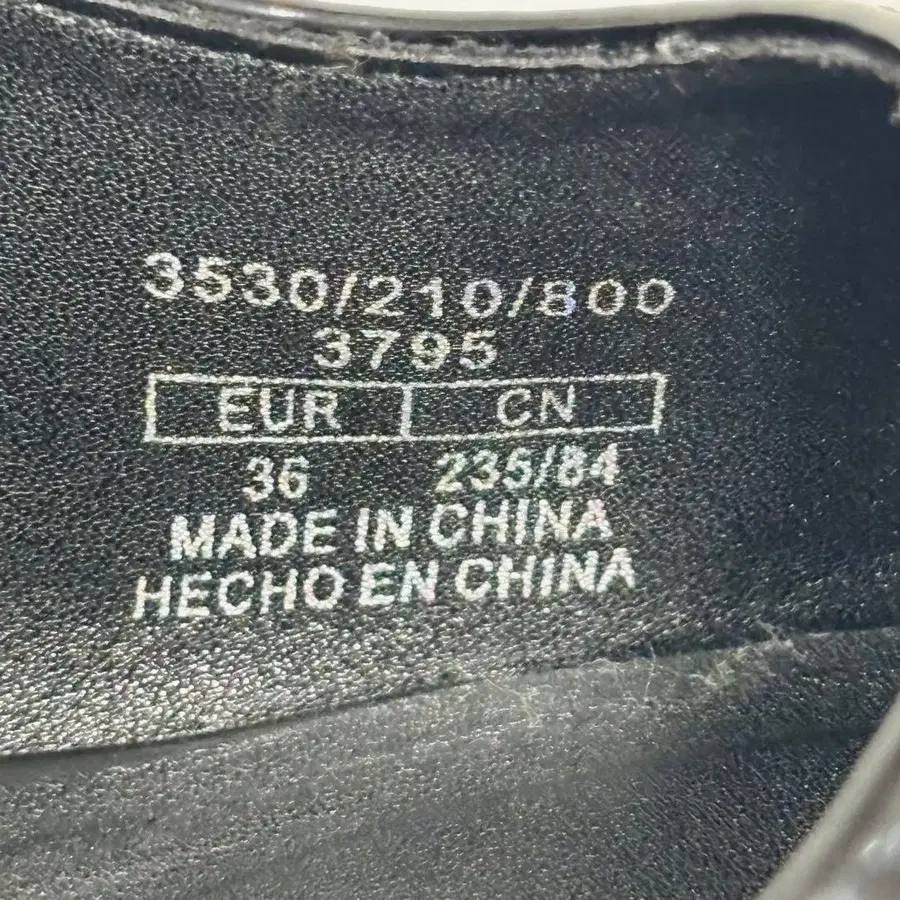 3530/210/800
3795
EUR CN
36 235/84
MADE IN CHINA
HECHO EN CHINA